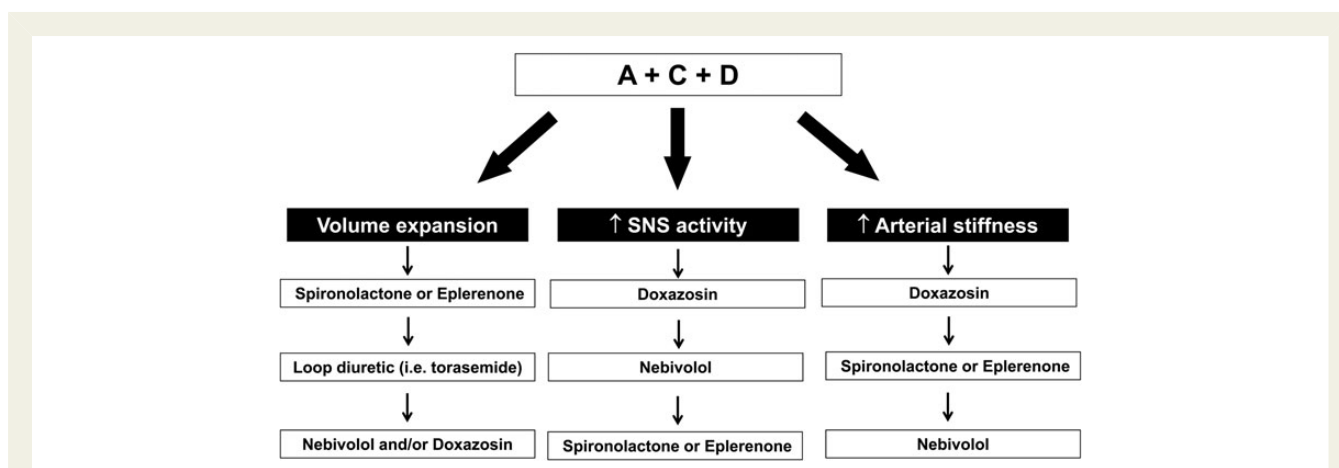 A + C + D
Volume expansion
↑ SNS activity
↑ Arterial stiffness
Spironolactone or Eplerenone
Doxazosin
Doxazosin
Loop diuretic (i.e. torasemide)
Nebivolol
Spironolactone or Eplerenone
Nebivolol and/or Doxazosin
Spironolactone or Eplerenone
Nebivolol